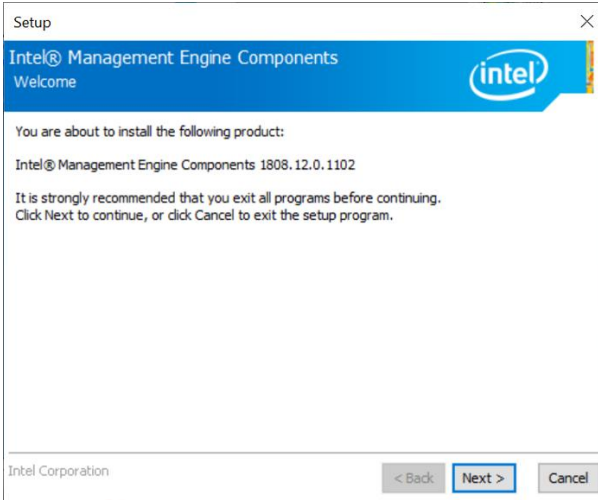 Setup
Intel® Management Engine Components
Welcome
intel
You are about to install the following product:
Intel® Management Engine Components 1808.12.0.1102
It is strongly recommended that you exit all programs before continuing.
Click Next to continue, or click Cancel to exit the setup program.
Intel Corporation
< Back
Next >
Cancel